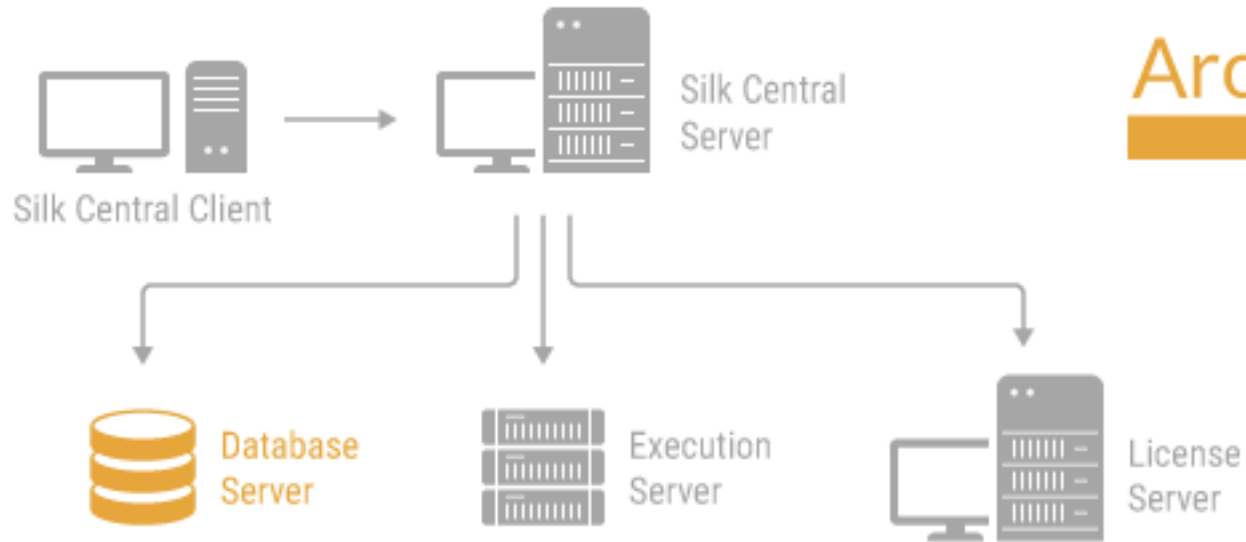 Silk Central
Server
Silk Central Client
Database
Server
Execution
Server
License
Server